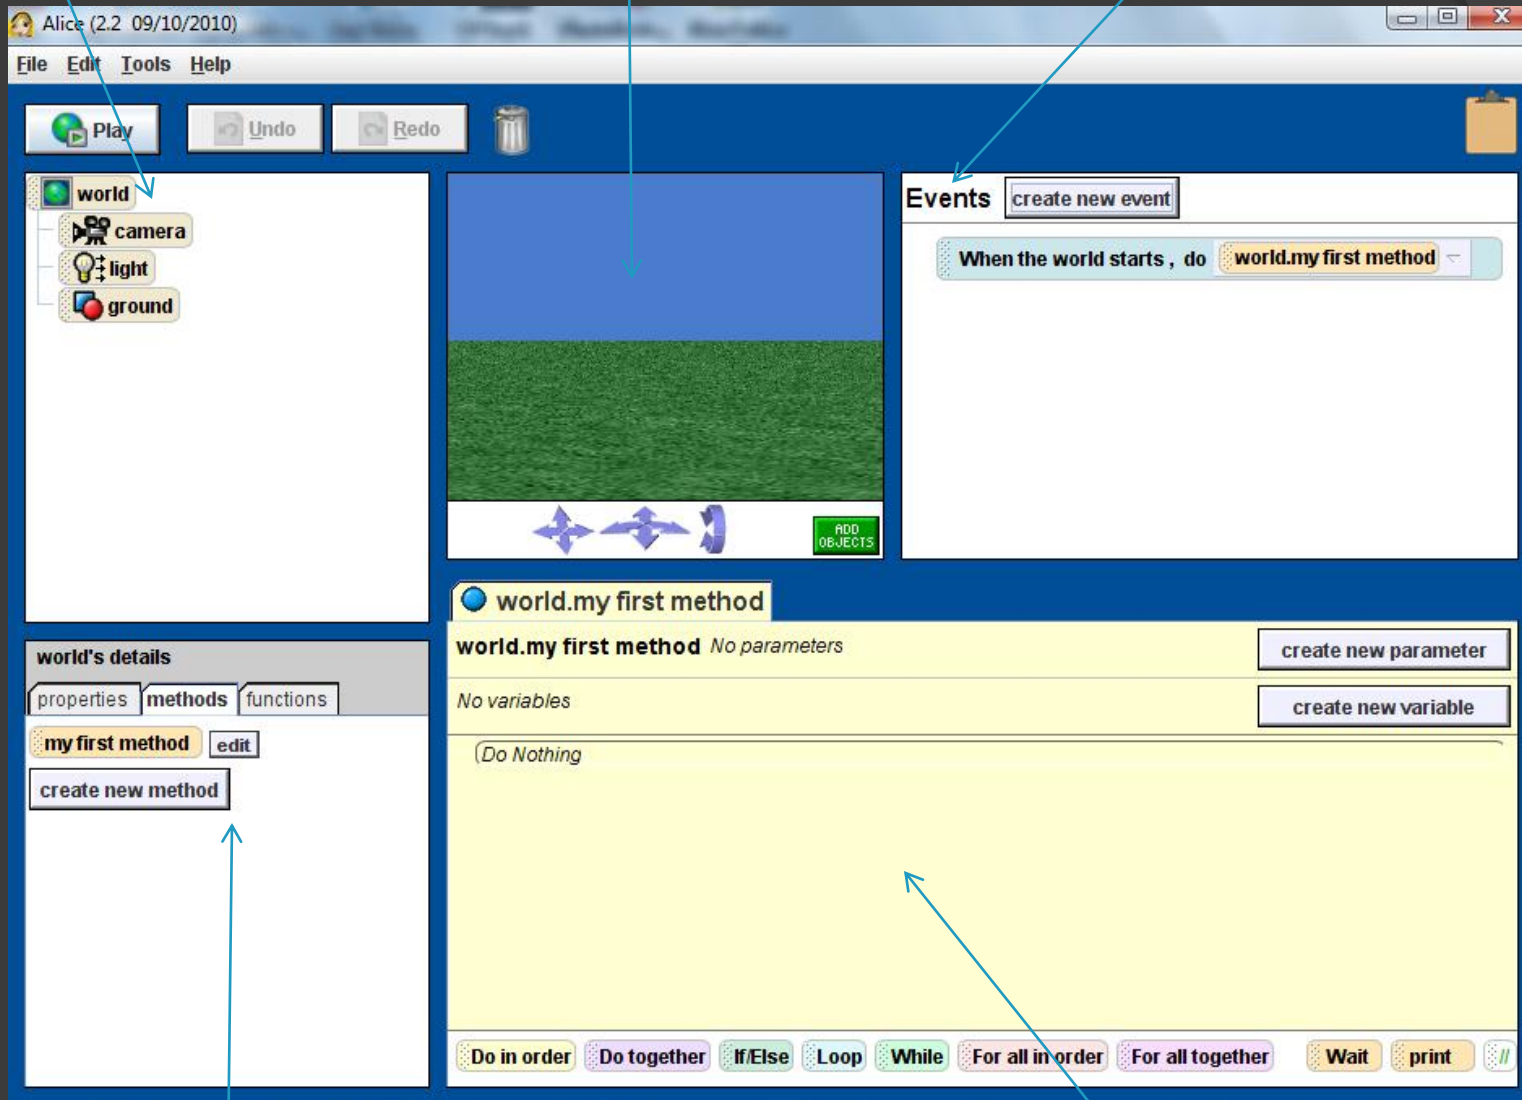 Alice (2.2 09/10/2010)
File Edit Tools Help
Play Undo Redo
world
camera
light
ground
Events create new event
When the world starts , do world.my first method
ADD
OBJECTS
world's details
properties methods functions
my first method edit
create new method
world.my first method
world.my first method No parameters create new parameter
No variables create new variable
(Do Nothing
Do in order Do together If/Else Loop While For all in order For all together Wait print //